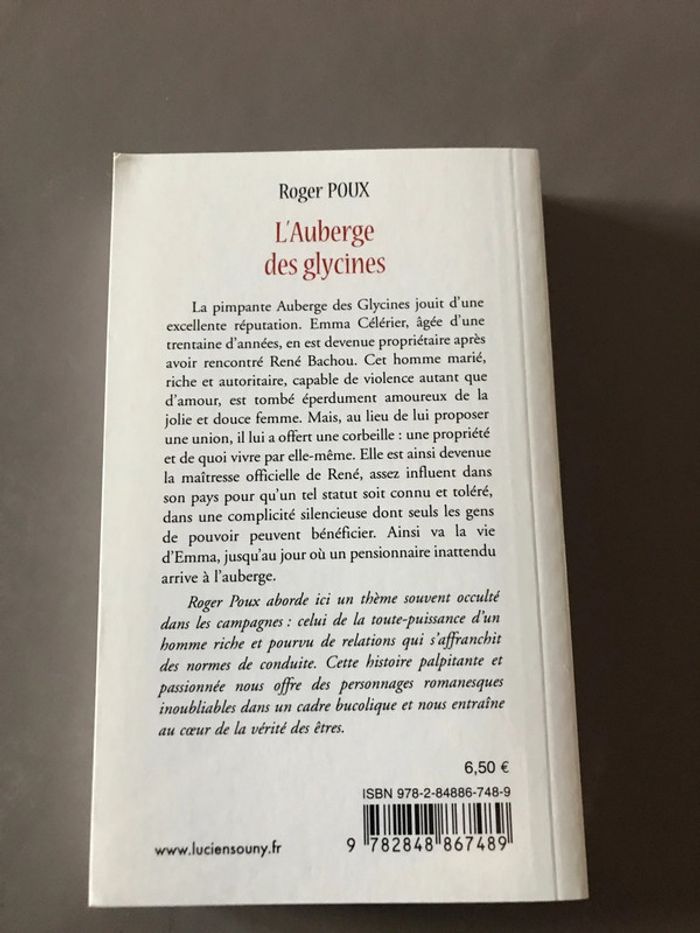 Roger POUX
L'Auberge
des glycines
La pimpante Auberge des Glycines jouit d'une
excellente réputation. Emma Célérier, âgée d'une
trentaine d'années, en est devenue propriétaire après
avoir rencontré René Bachou. Cet homme marié,
riche et autoritaire, capable de violence autant que
d'amour, est tombé éperdument amoureux de la
jolie et douce femme. Mais, au lieu de lui proposer
une union, il lui a offert une corbeille : une propriété
et de quoi vivre par elle-même. Elle est ainsi devenue
la maîtresse officielle de René, assez influent dans
son pays pour qu'un tel statut soit connu et toléré,
dans une complicité silencieuse dont seuls les gens
de pouvoir peuvent bénéficier. Ainsi va la vie
d'Emma, jusqu'au jour où un pensionnaire inattendu
arrive à l'auberge.
Roger Poux aborde ici un thème souvent occulté
dans les campagnes : celui de la toute-puissance d'un
homme riche et pourvu de relations qui s'affranchit
des normes de conduite. Cette histoire palpitante et
passionnée nous offre des personnages romanesques
inoubliables dans un cadre bucolique et nous entraîne
au cœur de la vérité des êtres.
6,50 €
ISBN 978-2-84886-748-9
www.luciensouny.fr
9 782848 867489